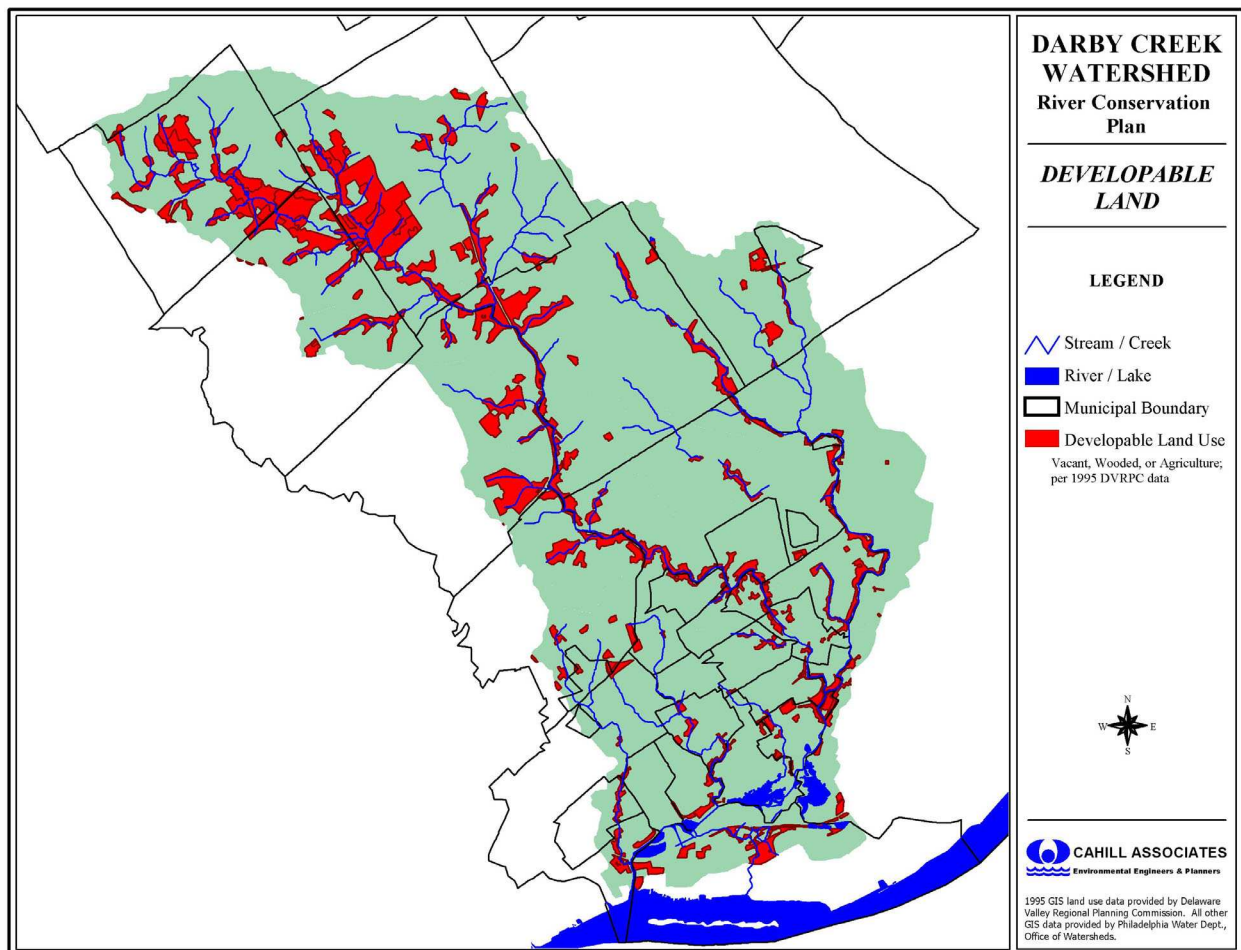 DARBY CREEK
WATERSHED
River Conservation
Plan
DEVELOPABLE
LAND
LEGEND
Stream / Creek
River / Lake
Municipal Boundary
Developable Land Use
Vacant, Wooded, or Agriculture;
per 1995 DVRPC data
N
W E
S
CAHILL ASSOCIATES
Environmental Engineers & Planners
1995 GIS land use data provided by Delaware
Valley Regional Planning Commission. All other
GIS data provided by Philadelphia Water Dept.,
Office of Watersheds.